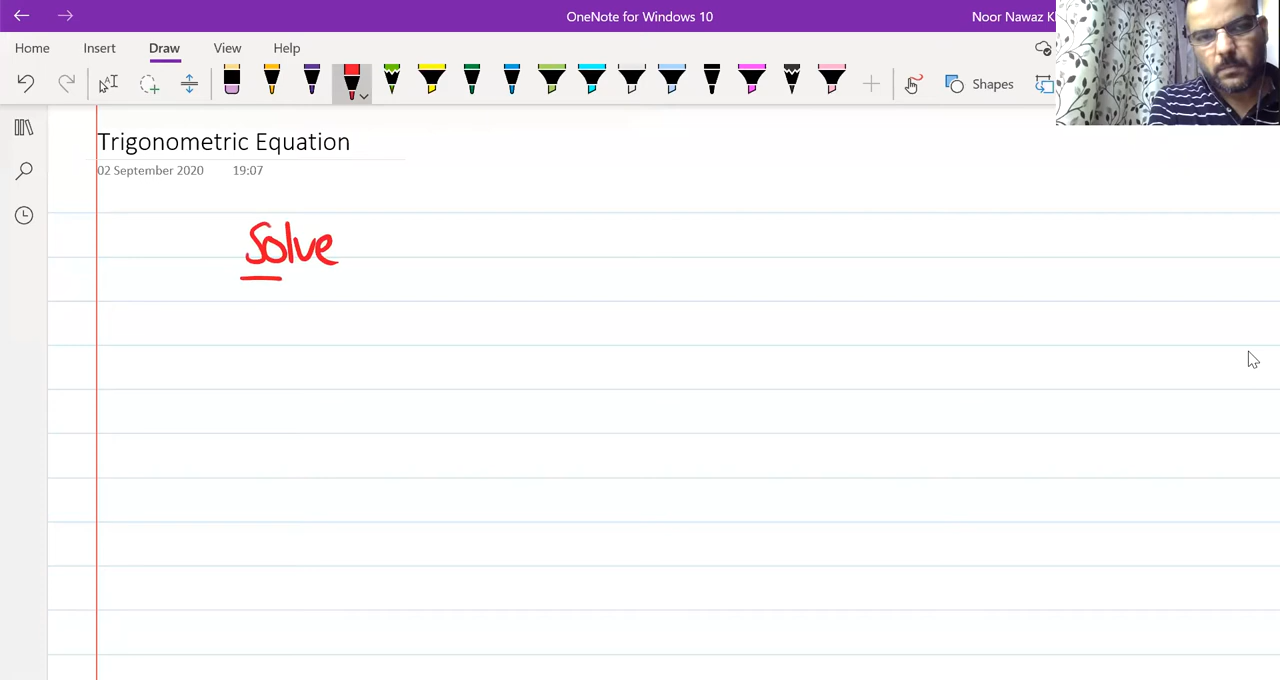 OneNote for Windows 10
Noor Nawaz K
Home Insert Draw View Help
Shapes
Trigonometric Equation
02 September 2020 19:07
Solve